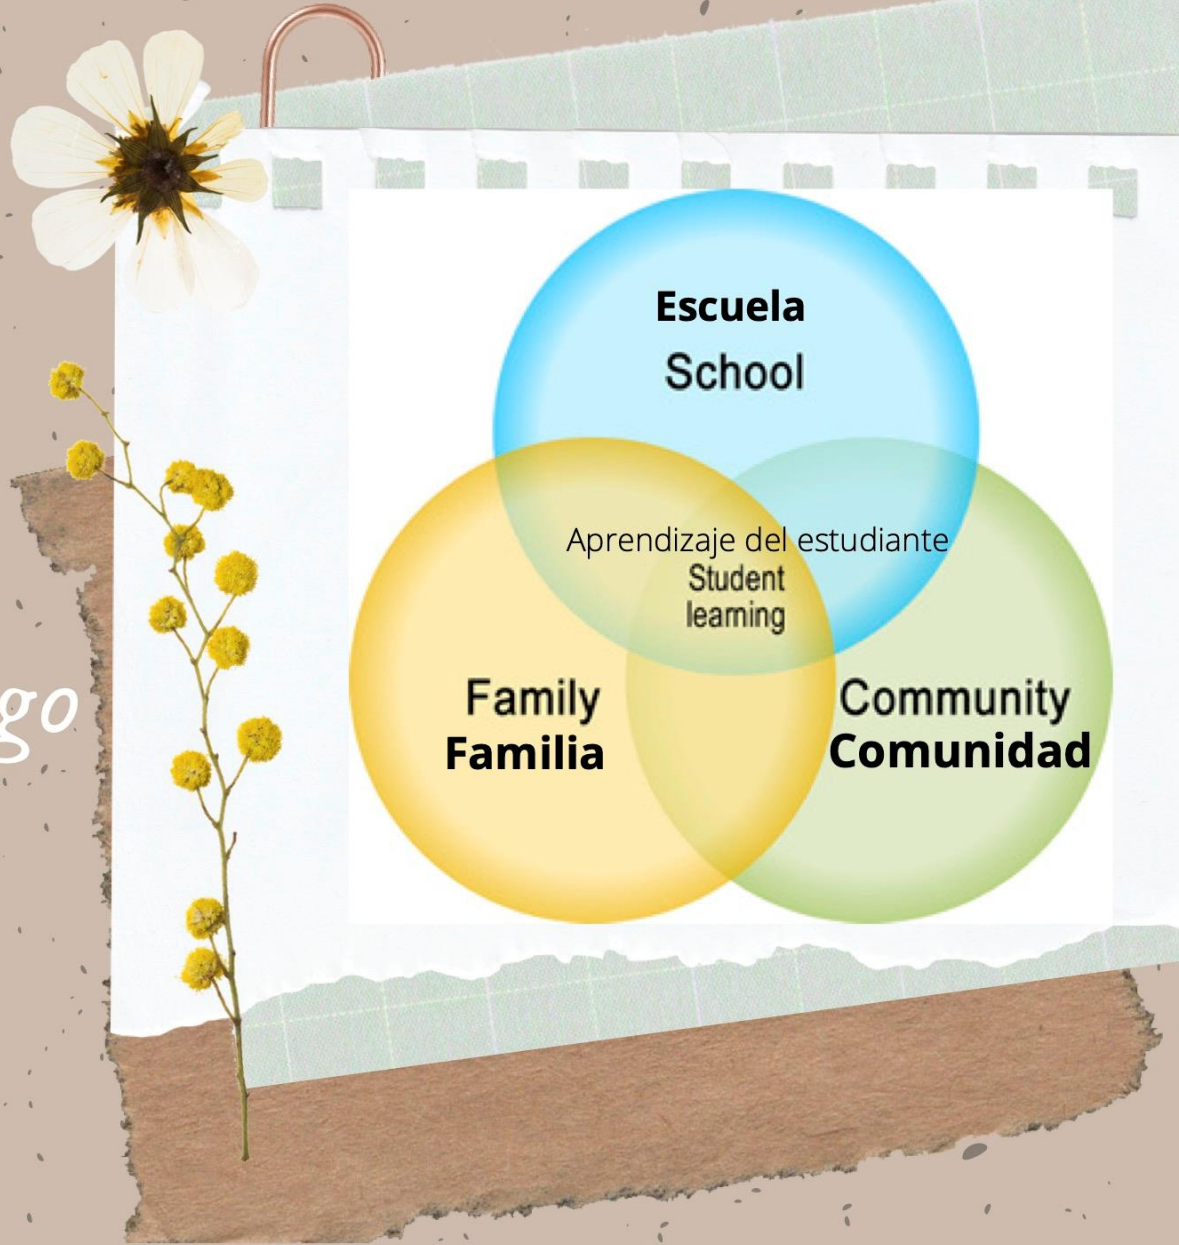 Escuela
School
Aprendizaje del estudiante
Student
learning
Family
Familia
Community
Comunidad